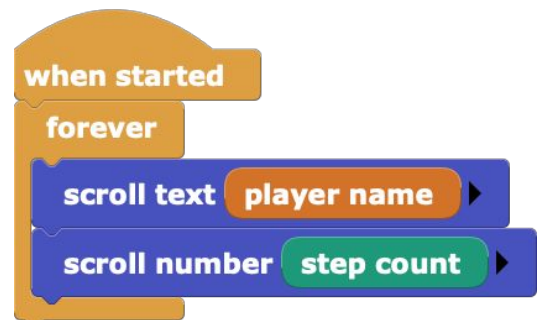 when started
forever
scroll text player name
scroll number step count